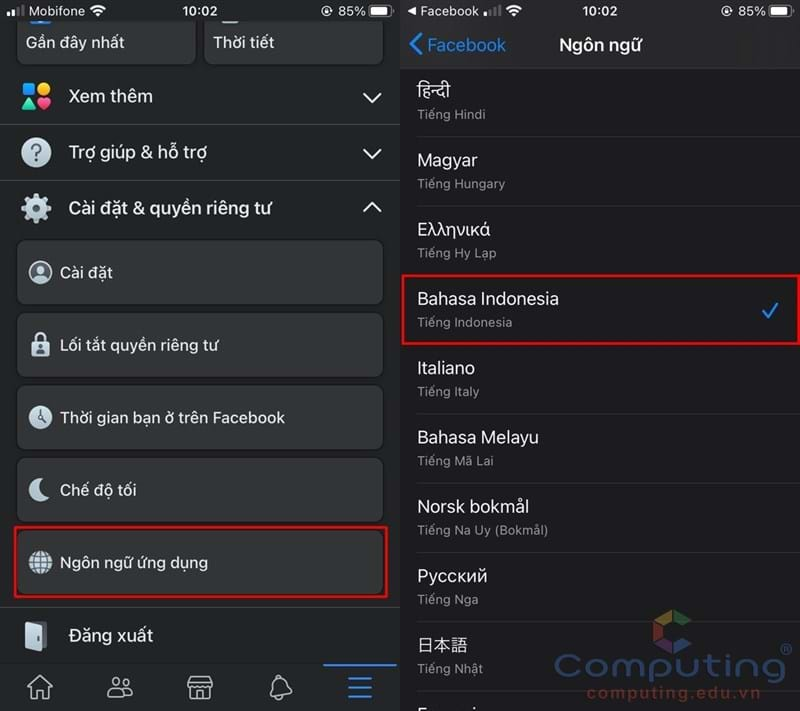 Mobifone 10:02 85%
Gần đây nhất
Thời tiết
Xem thêm
Trợ giúp & hỗ trợ
Cài đặt & quyền riêng tư
Cài đặt
Lối tắt quyền riêng tư
Thời gian bạn ở trên Facebook
Chế độ tối
Ngôn ngữ ứng dụng
Đăng xuất
Facebook 10:02 85%
Facebook Ngôn ngữ
हिन्दी
Tiếng Hindi
Magyar
Tiếng Hungary
Ελληνικά
Tiếng Hy Lạp
Bahasa Indonesia
Tiếng Indonesia
Italiano
Tiếng Italy
Bahasa Melayu
Tiếng Mã Lai
Norsk bokmål
Tiếng Na Uy (Bokmål)
Русский
Tiếng Nga
日本語
Tiếng Nhật
Computing®
computing.edu.vn